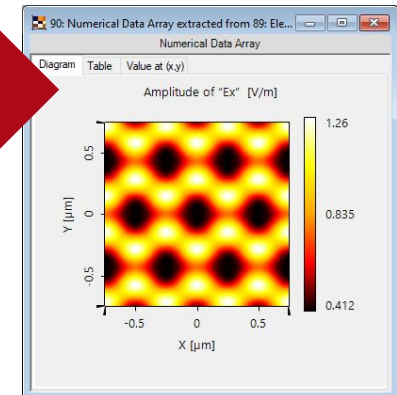 90: Numerical Data Array extracted from 89: Ele...
Numerical Data Array
Diagram Table Value at (x,y)
Amplitude of "Ex" [V/m]
1.26
0.5
0.835
Y [μm]
0
-0.5
0.412
-0.5 0 0.5
X [μm]